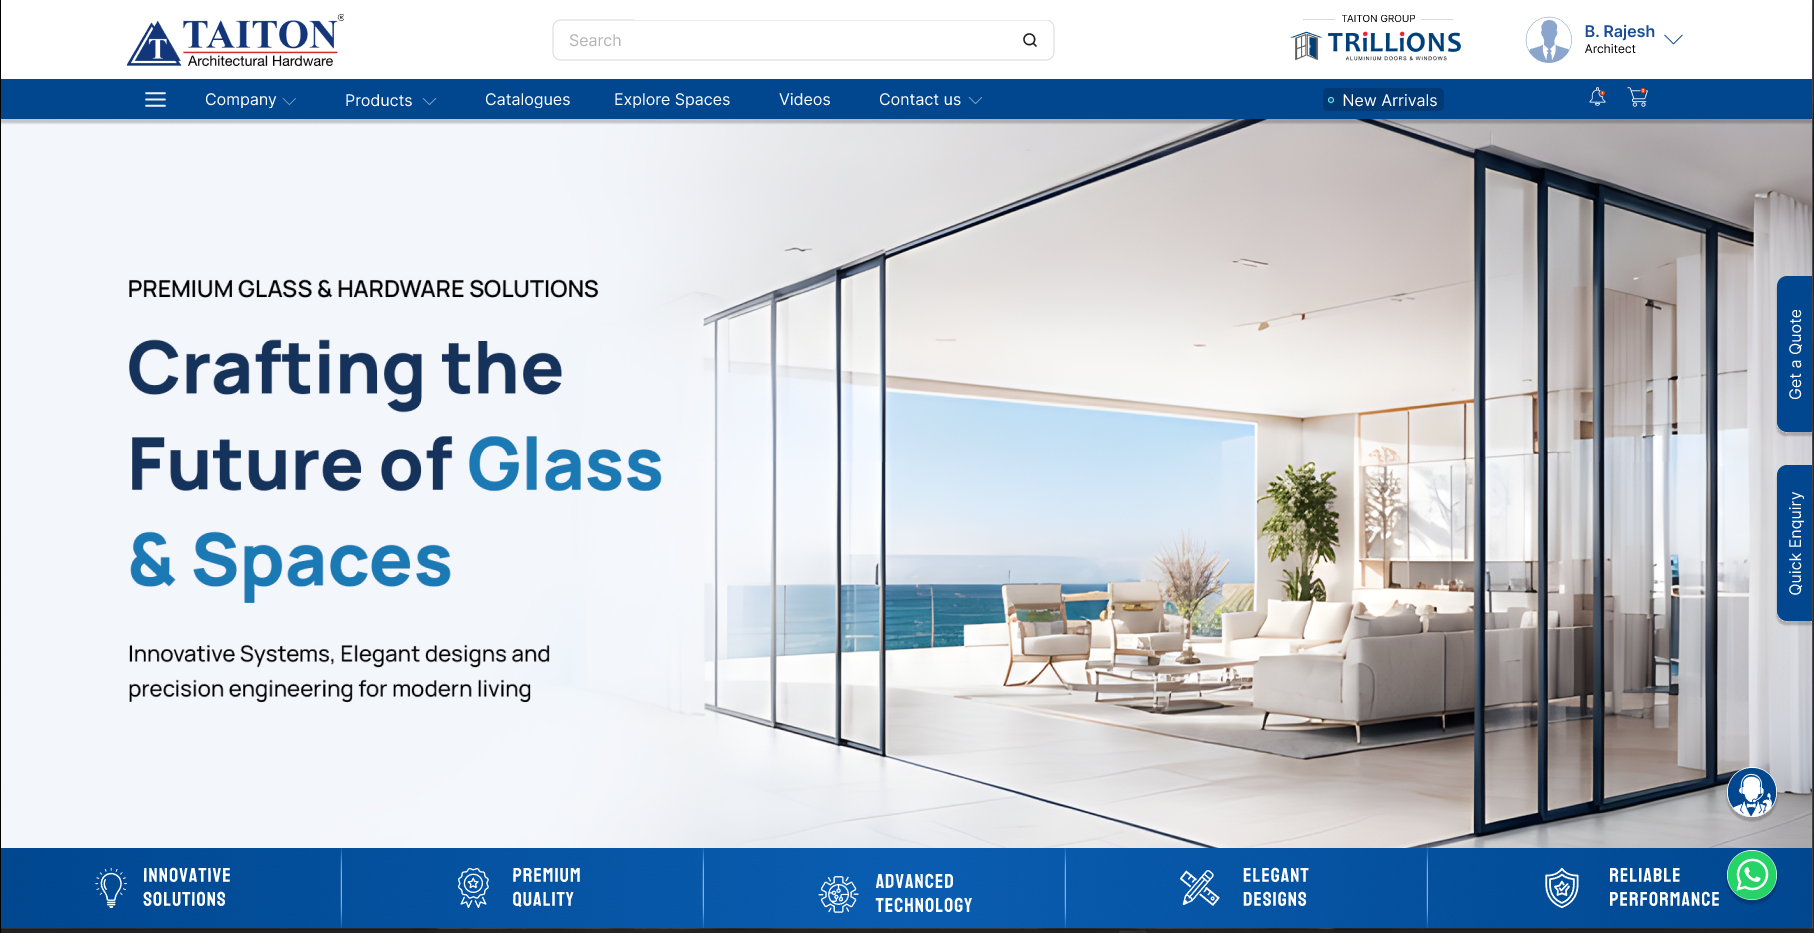 TAITON®
T
Architectural Hardware
Search
TAITON GROUP
TRiLLiONS
ALUMINIUM DOORS & WINDOWS
B. Rajesh
Architect
Company
Products
Catalogues
Explore Spaces
Videos
Contact us
New Arrivals
PREMIUM GLASS & HARDWARE SOLUTIONS
Crafting the
Future of Glass
& Spaces
Innovative Systems, Elegant designs and
precision engineering for modern living
Get a Quote
Quick Enquiry
INNOVATIVE
SOLUTIONS
PREMIUM
QUALITY
ADVANCED
TECHNOLOGY
ELEGANT
DESIGNS
RELIABLE
PERFORMANCE